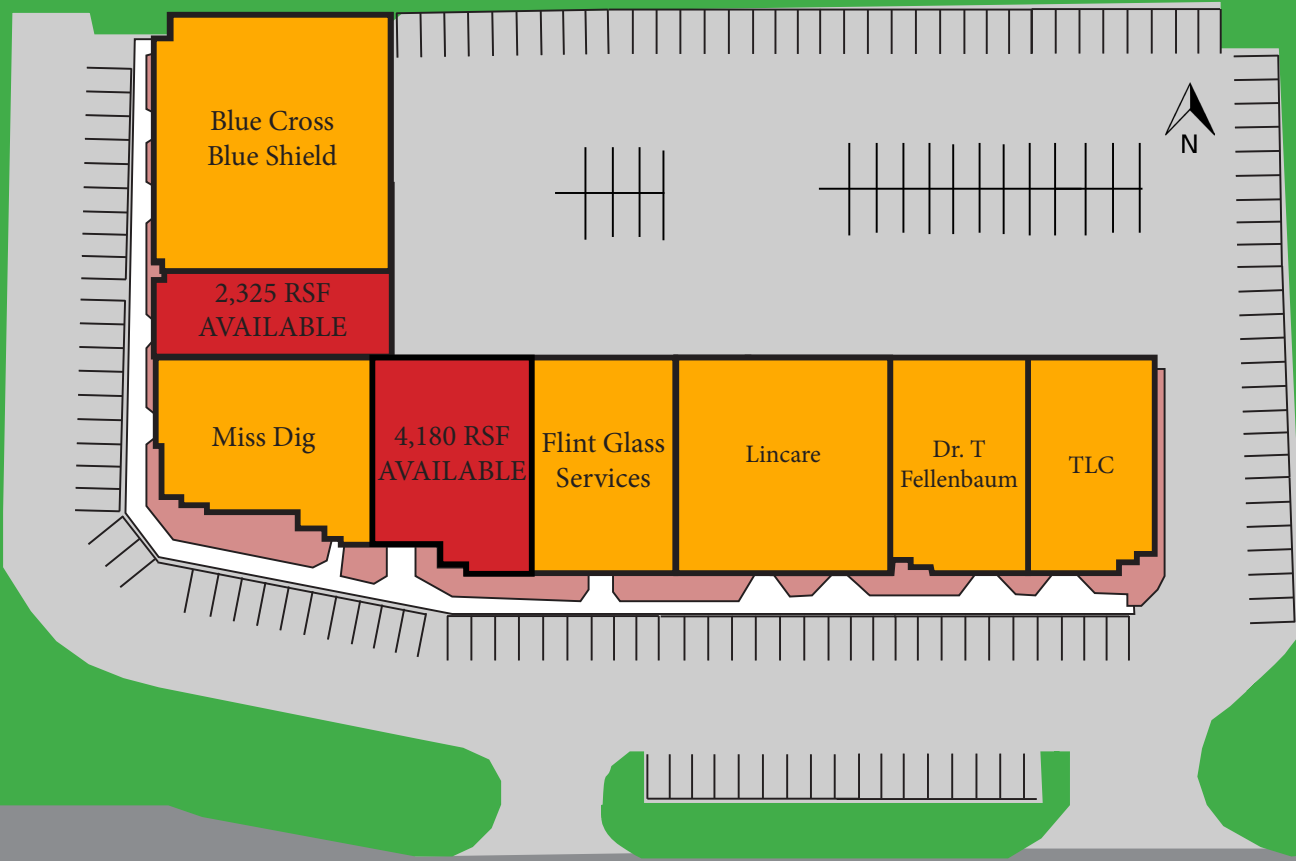 Blue Cross
Blue Shield
N
2,325 RSF
AVAILABLE
Miss Dig
4,180 RSF
AVAILABLE
Flint Glass
Services
Lincare
Dr. T
Fellenbaum
TLC